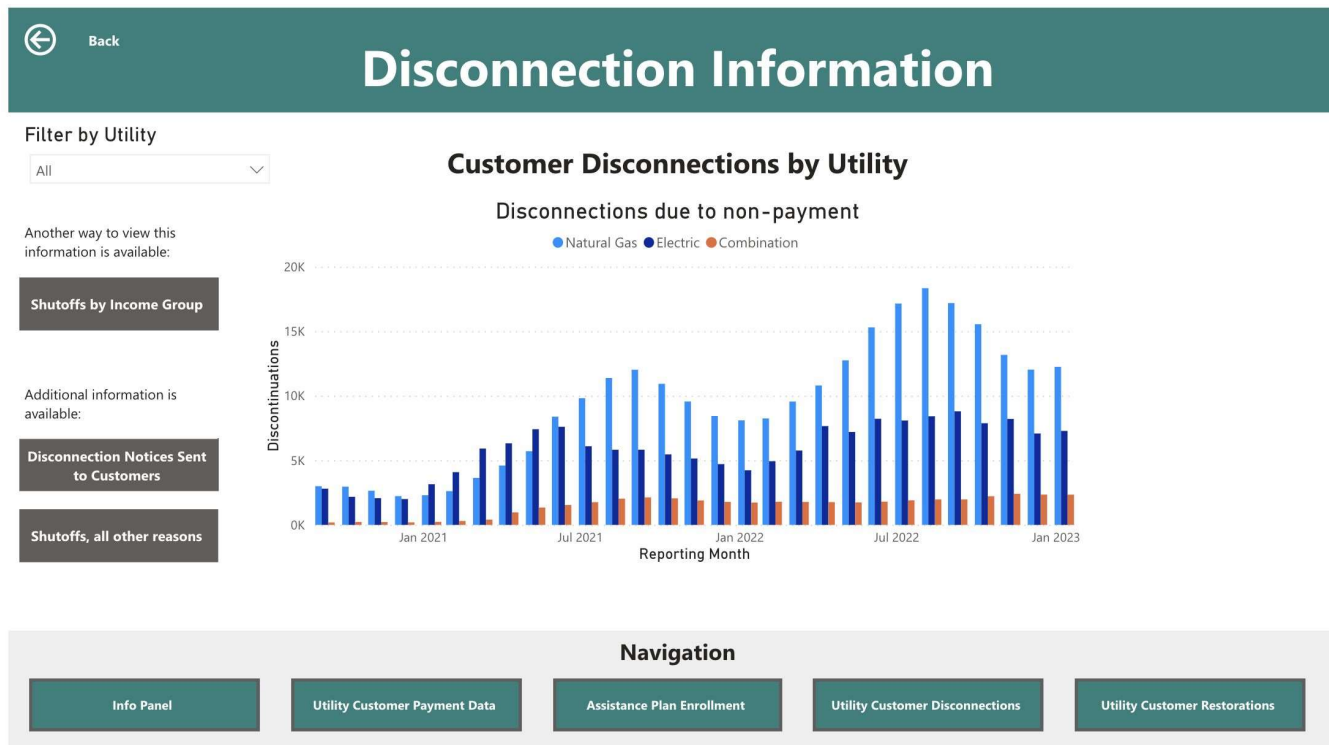 Back
Disconnection Information
Filter by Utility
All
Another way to view this
information is available:
Shutoffs by Income Group
Additional information is
available:
Disconnection Notices Sent
to Customers
Shutoffs, all other reasons
Customer Disconnections by Utility
Disconnections due to non-payment
Natural Gas Electric Combination
Discontinuations
20K
15K
10K
5K
0K
Jan 2021 Jul 2021 Jan 2022 Jul 2022 Jan 2023
Reporting Month
Navigation
Info Panel
Utility Customer Payment Data
Assistance Plan Enrollment
Utility Customer Disconnections
Utility Customer Restorations